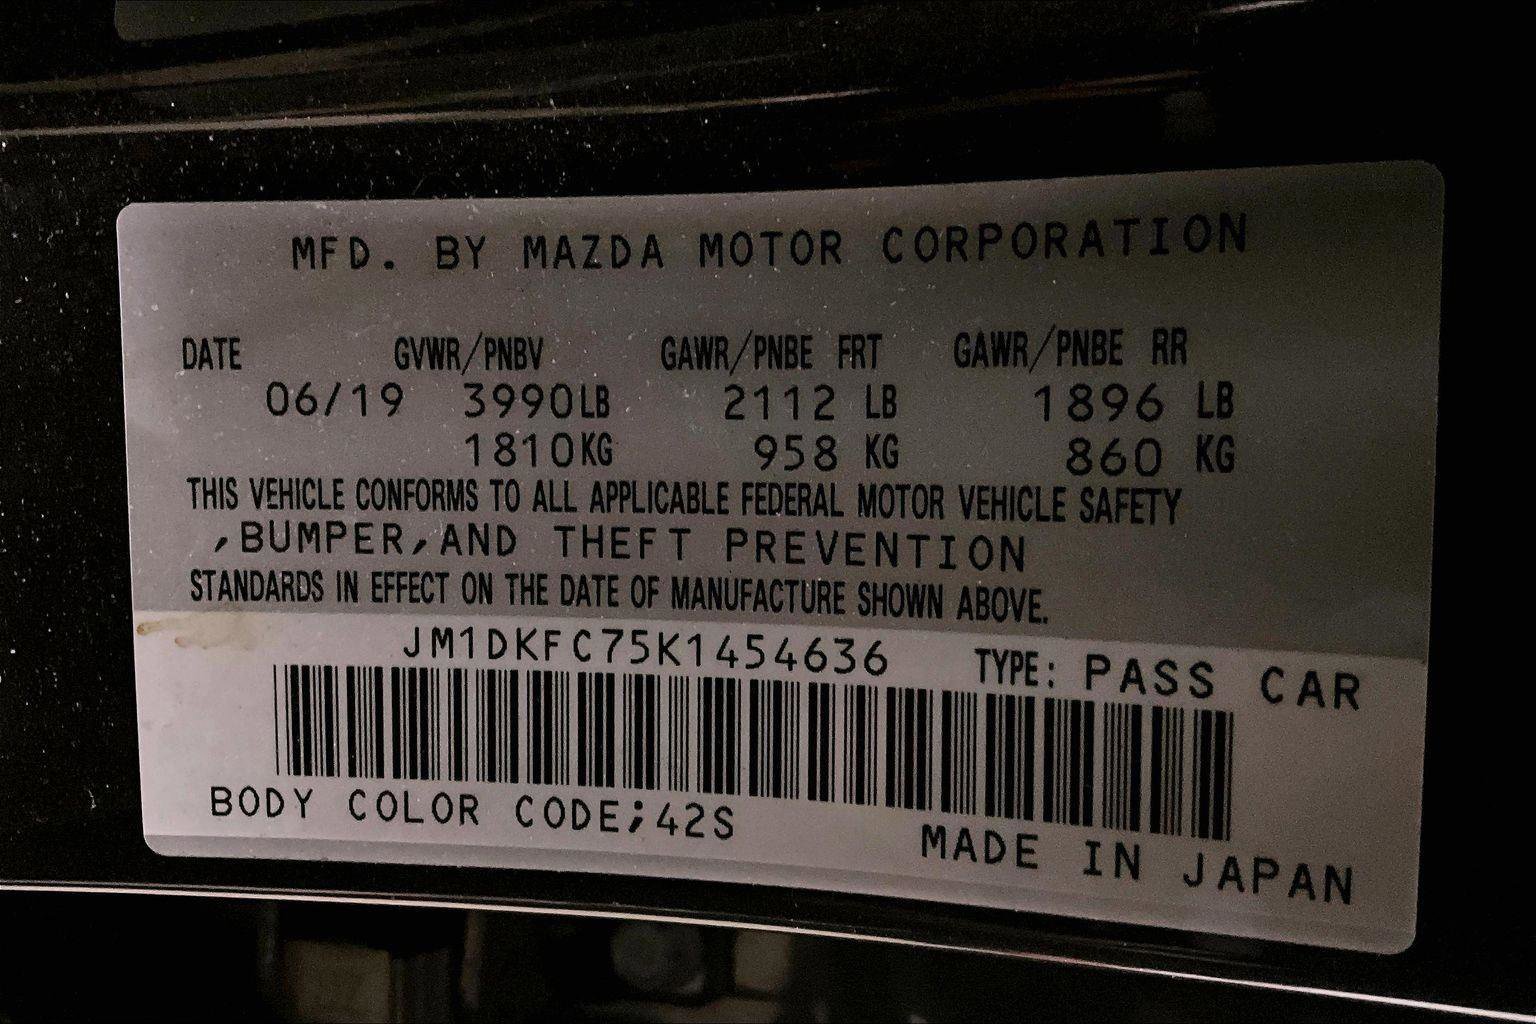 MFD. BY MAZDA MOTOR CORPORATION
DATE GVWR/PNBV GAWR/PNBE FRT GAWR/PNBE RR
06/19 3990LB 2112 LB 1896 LB
1810KG 958 KG 860 KG
THIS VEHICLE CONFORMS TO ALL APPLICABLE FEDERAL MOTOR VEHICLE SAFETY
,BUMPER,AND THEFT PREVENTION
STANDARDS IN EFFECT ON THE DATE OF MANUFACTURE SHOWN ABOVE.
JM1DKFC75K1454636 TYPE: PASS CAR
BODY COLOR CODE;42S
MADE IN JAPAN